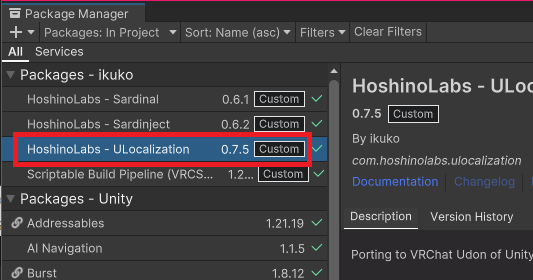 Package Manager
+ Packages: In Project Sort: Name (asc) Filters Clear Filters
All Services
Packages - ikuko
HoshinoLabs - Sardinal 0.6.1 Custom
HoshinoLabs - Sardinject 0.6.2 Custom
HoshinoLabs - ULocalization 0.7.5 Custom
Scriptable Build Pipeline (VRCS... 1.2... Custom
Packages - Unity
Addressables 1.21.19
AI Navigation 1.1.5
Burst 1.8.12
HoshinoLabs - ULoc
0.7.5 Custom
By ikuko
com.hoshinolabs.ulocalization
Documentation Changelog
Description Version History
Porting to VRChat Udon of Unity